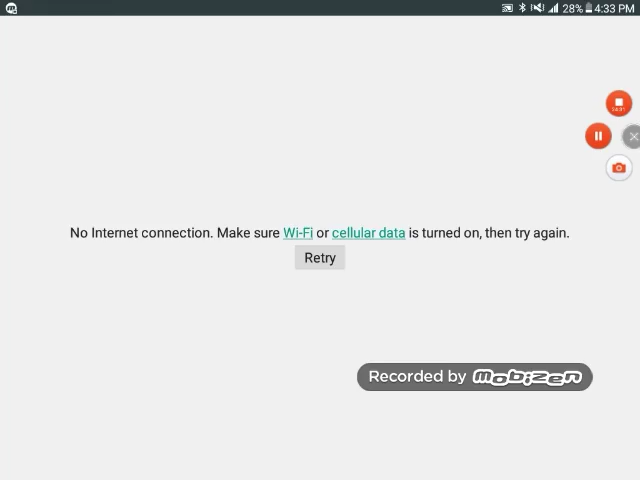 28% 4:33 PM
No Internet connection. Make sure Wi-Fi or cellular data is turned on, then try again.
Retry
Recorded by mobizen